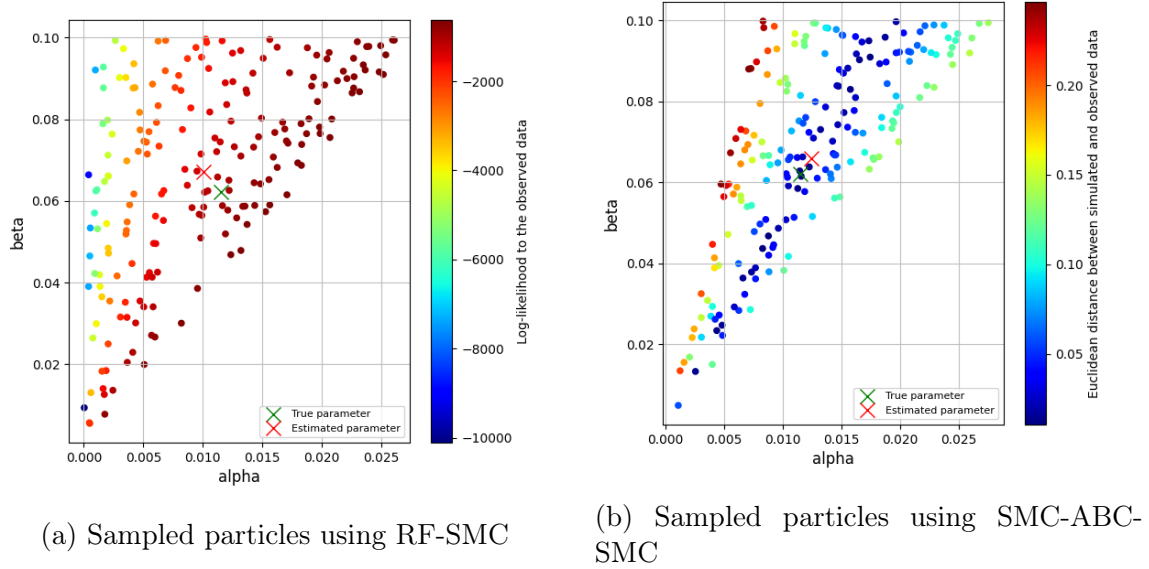 0.10
0.08
0.06
0.04
0.02
beta
0.000 0.005 0.010 0.015 0.020 0.025
alpha
True parameter
Estimated parameter
−2000
−4000
−6000
−8000
−10000
Log-likelihood to the observed data
(a) Sampled particles using RF-SMC
0.10
0.08
0.06
0.04
0.02
beta
0.000 0.005 0.010 0.015 0.020 0.025
alpha
True parameter
Estimated parameter
0.20
0.15
0.10
0.05
Euclidean distance between simulated and observed data
(b) Sampled particles using SMC-ABC-
SMC